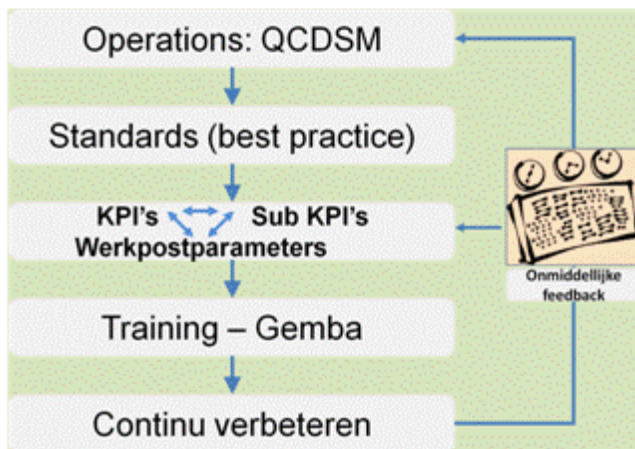 Operations: QCDSM
Standards (best practice)
KPI's Sub KPI's
Werkpostparameters
Onmiddellijke
feedback
Training – Gemba
Continu verbeteren